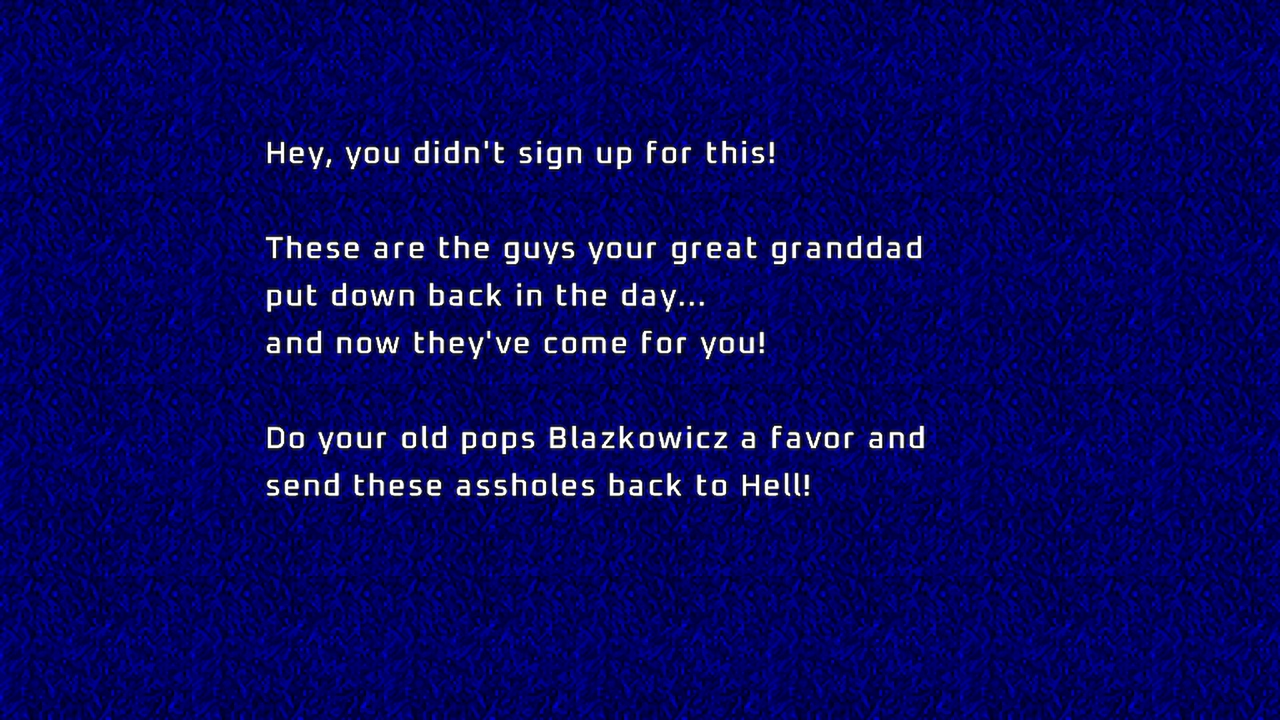 Hey, you didn't sign up for this!
These are the guys your great granddad
put down back in the day...
and now they've come for you!
Do your old pops Blazkowicz a favor and
send these assholes back to Hell!